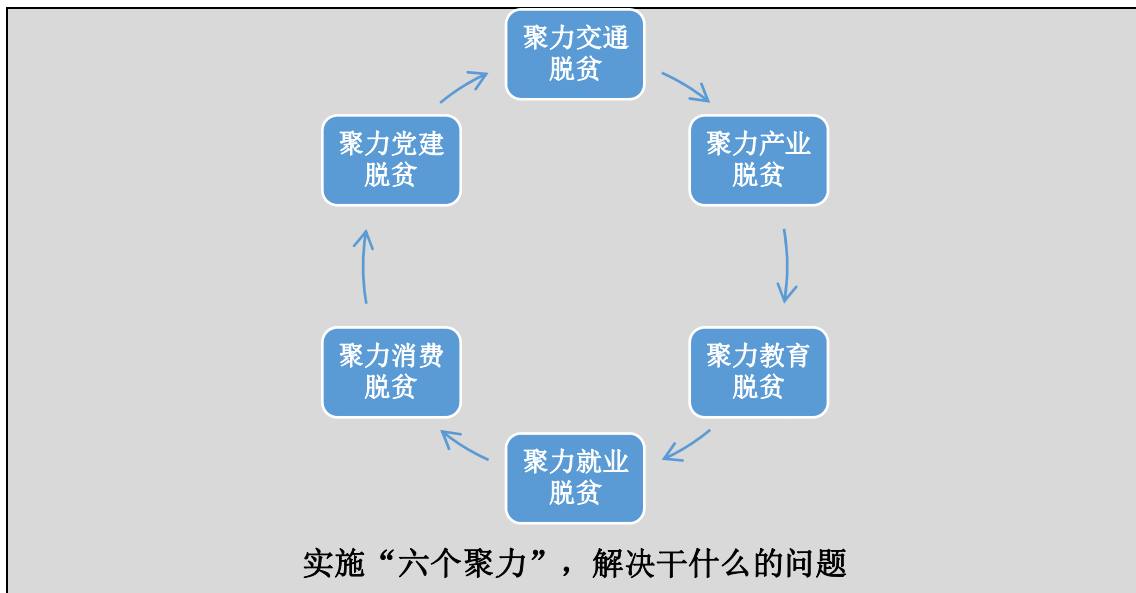 聚力交通
脱贫
聚力产业
脱贫
聚力教育
脱贫
聚力就业
脱贫
聚力消费
脱贫
聚力党建
脱贫
实施“六个聚力”，解决干什么的问题